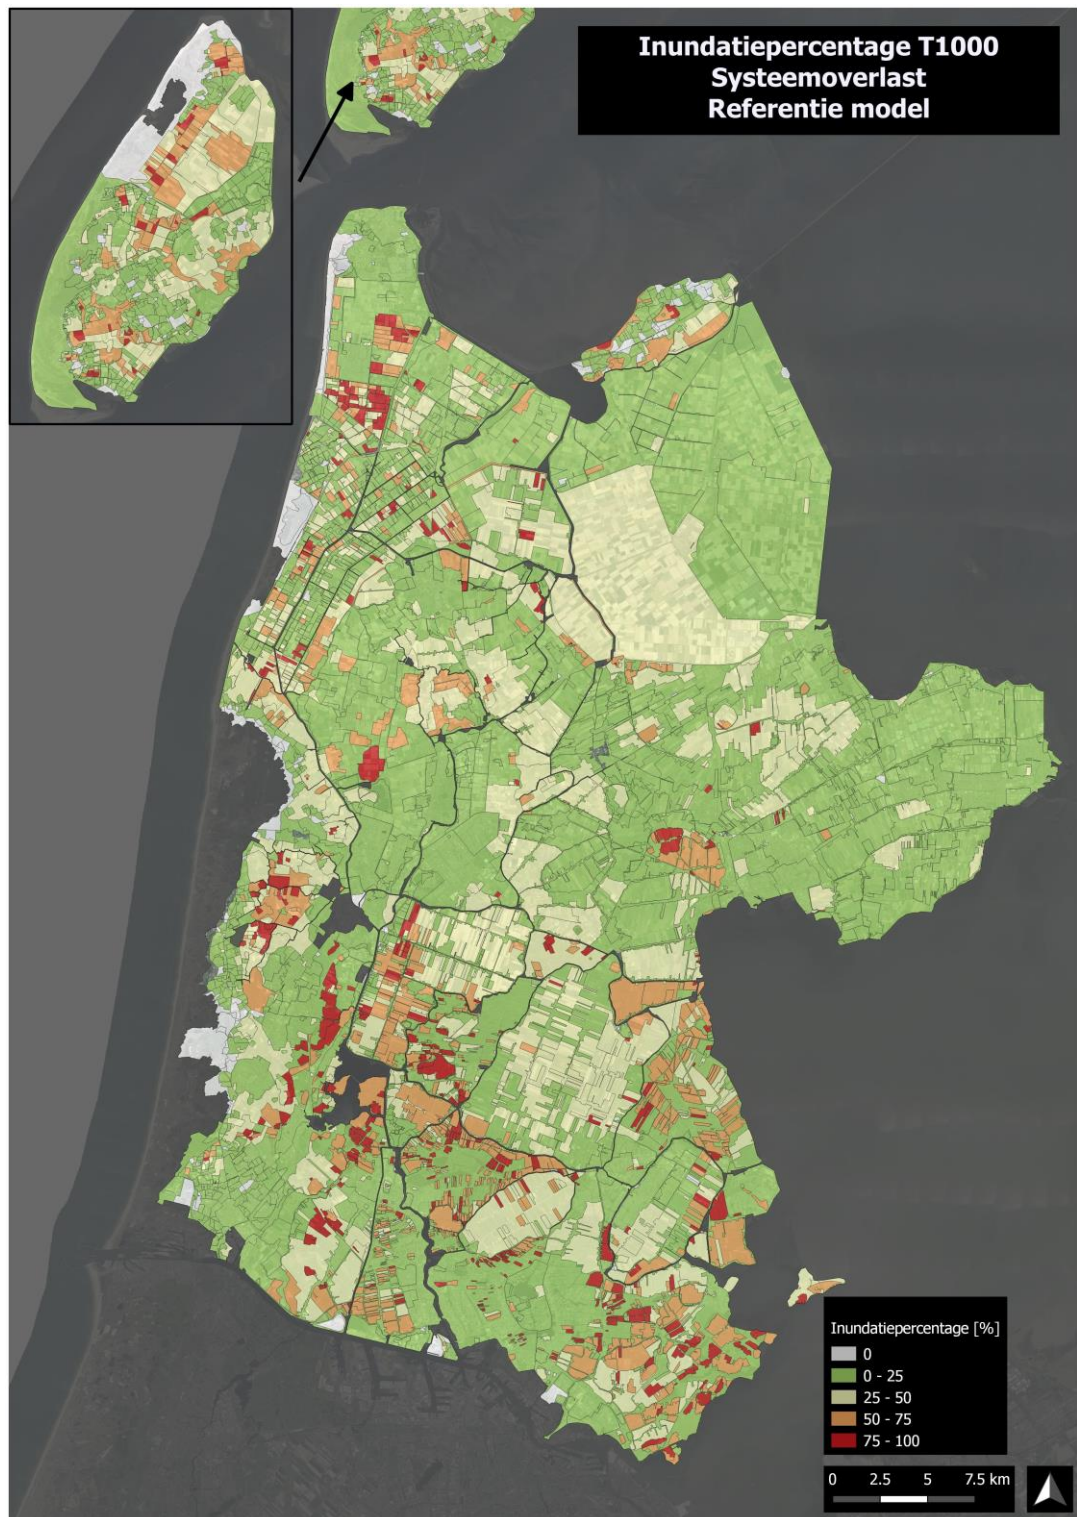 Inundatiepercentage T1000
Systeemoverlast
Referentie model
Inundatiepercentage [%]
0
0 - 25
25 - 50
50 - 75
75 - 100
0 2.5 5 7.5 km